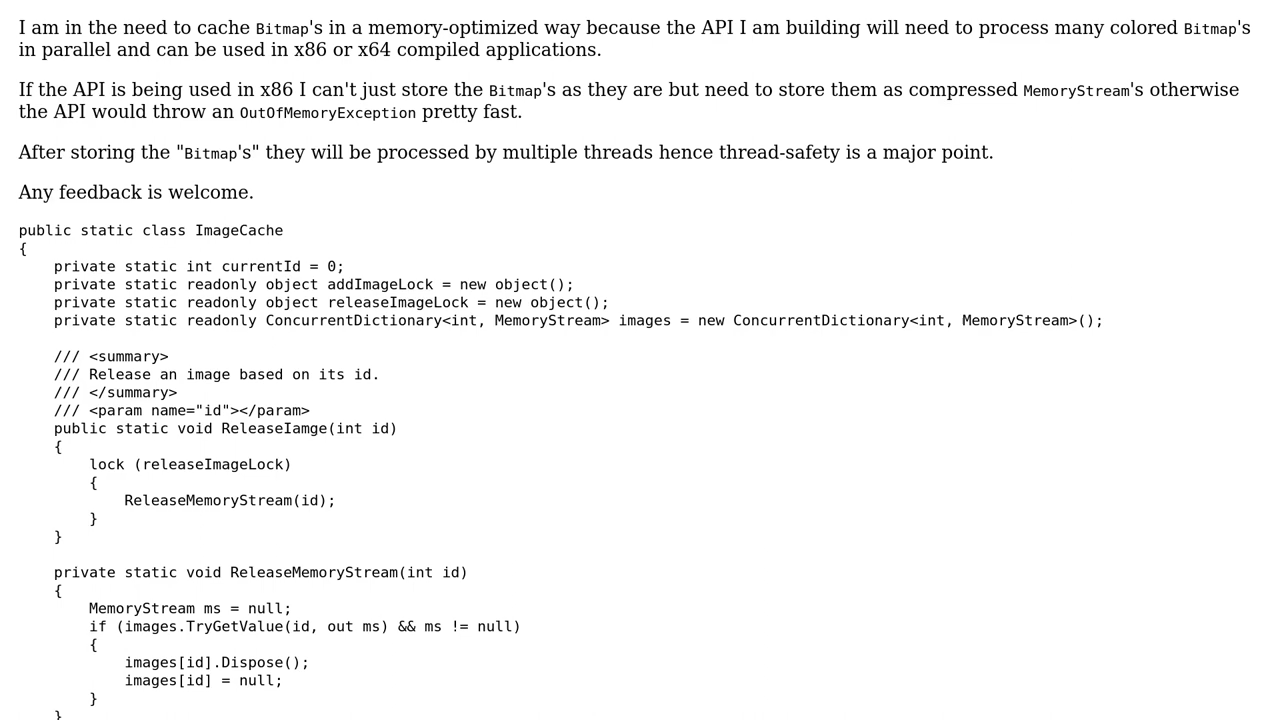 I am in the need to cache Bitmap's in a memory-optimized way because the API I am building will need to process many colored Bitmap's
in parallel and can be used in x86 or x64 compiled applications.
If the API is being used in x86 I can't just store the Bitmap's as they are but need to store them as compressed MemoryStream's otherwise
the API would throw an OutOfMemoryException pretty fast.
After storing the "Bitmap's" they will be processed by multiple threads hence thread-safety is a major point.
Any feedback is welcome.
public static class ImageCache
{
    private static int currentId = 0;
    private static readonly object addImageLock = new object();
    private static readonly object releaseImageLock = new object();
    private static readonly ConcurrentDictionary<int, MemoryStream> images = new ConcurrentDictionary<int, MemoryStream>();
    /// <summary>
    /// Release an image based on its id.
    /// </summary>
    /// <param name="id"></param>
    public static void ReleaseIamge(int id)
    {
        lock (releaseImageLock)
        {
            ReleaseMemoryStream(id);
        }
    }
    private static void ReleaseMemoryStream(int id)
    {
        MemoryStream ms = null;
        if (images.TryGetValue(id, out ms) && ms != null)
        {
            images[id].Dispose();
            images[id] = null;
        }
    }